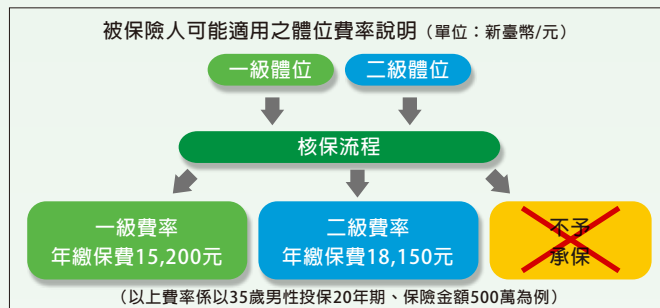 被保險人可能適用之體位費率說明（單位：新臺幣/元）
一級體位
二級體位
核保流程
一級費率
年繳保費15,200元
二級費率
年繳保費18,150元
不予
承保
（以上費率係以35歲男性投保20年期、保險金額500萬為例）